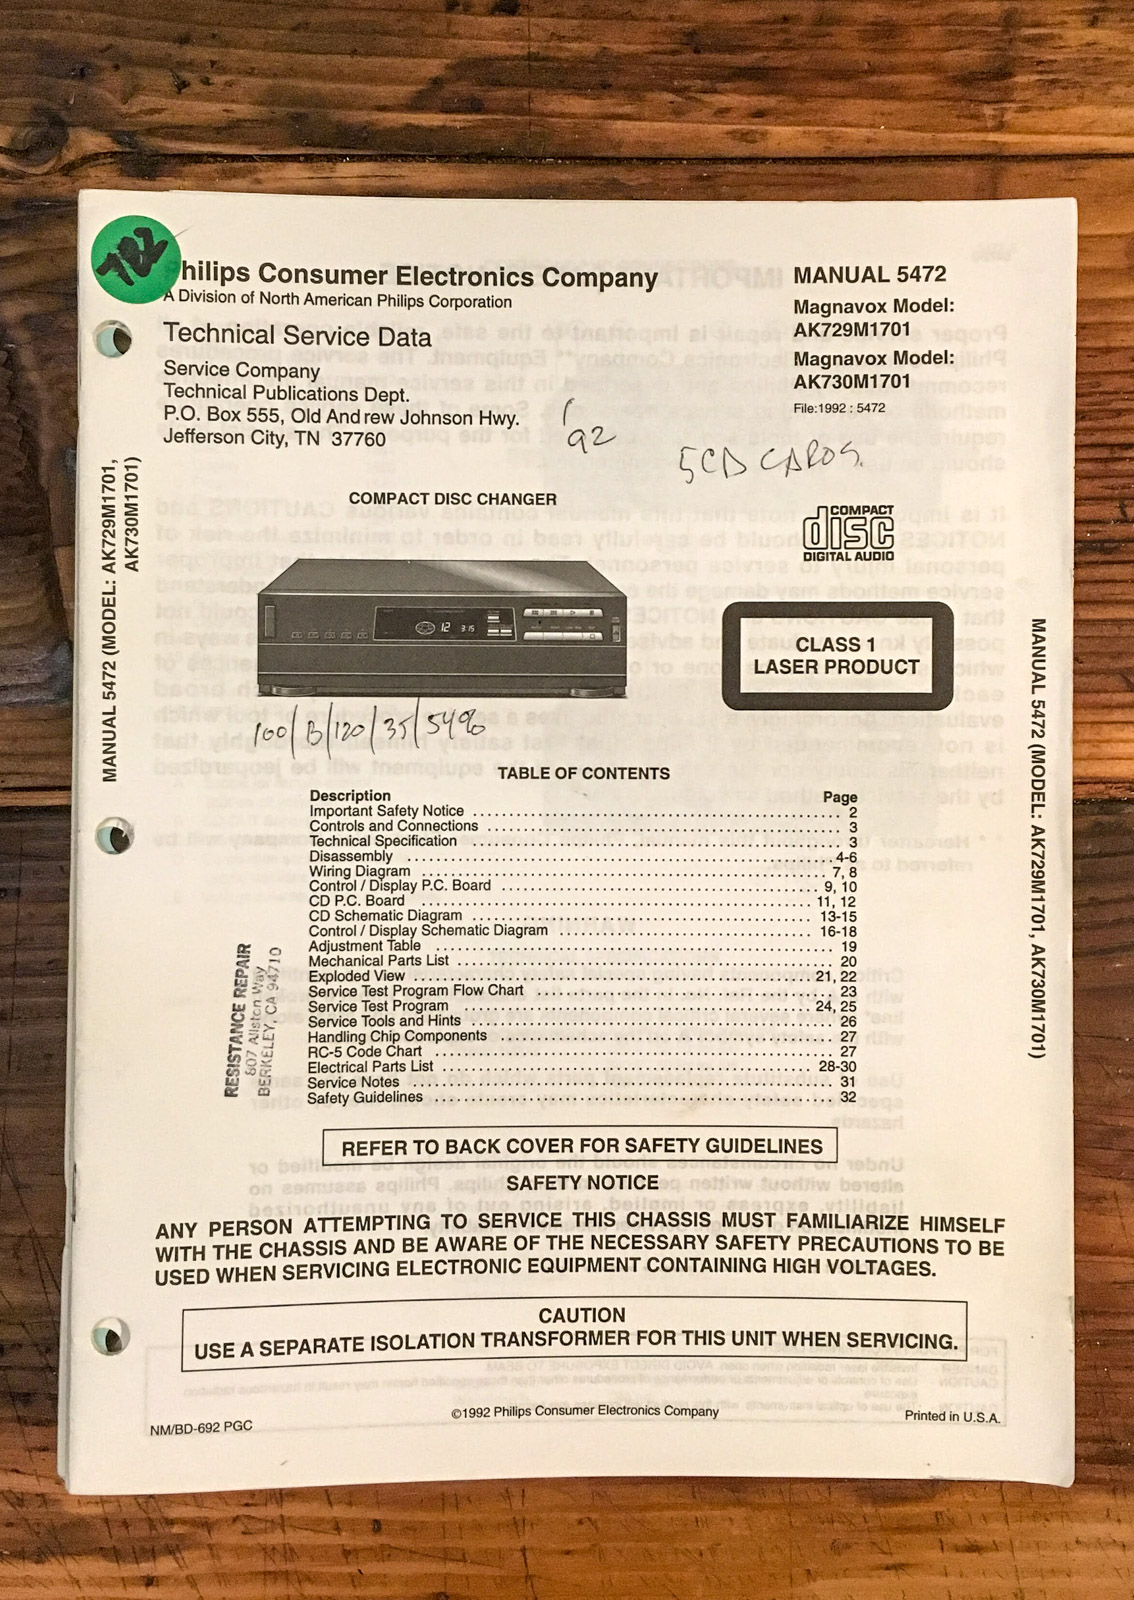 782
Philips Consumer Electronics Company
A Division of North American Philips Corporation
Technical Service Data
Service Company
Technical Publications Dept.
P.O. Box 555, Old Andrew Johnson Hwy.
Jefferson City, TN 37760
MANUAL 5472
Magnavox Model:
AK729M1701
Magnavox Model:
AK730M1701
File:1992 : 5472
92
5CD CAROS.
MANUAL 5472 (MODEL: AK729M1701,
AK730M1701)
COMPACT DISC CHANGER
COMPACT
disc
DIGITAL AUDIO
12 3:15
CLASS 1
LASER PRODUCT
100/B/120/35/54%
MANUAL 5472 (MODEL: AK729M1701, AK730M1701)
TABLE OF CONTENTS
Description Page
Important Safety Notice 2
Controls and Connections 3
Technical Specification 3
Disassembly 4-6
Wiring Diagram 7, 8
Control / Display P.C. Board 9, 10
CD P.C. Board 11, 12
CD Schematic Diagram 13-15
Control / Display Schematic Diagram 16-18
Adjustment Table 19
Mechanical Parts List 20
Exploded View 21, 22
Service Test Program Flow Chart 23
Service Test Program 24, 25
Service Tools and Hints 26
Handling Chip Components 27
RC-5 Code Chart 27
Electrical Parts List 28-30
Service Notes 31
Safety Guidelines 32
RESISTANCE REPAIR
807 Allston Way
BERKELEY, CA 94710
REFER TO BACK COVER FOR SAFETY GUIDELINES
SAFETY NOTICE
ANY PERSON ATTEMPTING TO SERVICE THIS CHASSIS MUST FAMILIARIZE HIMSELF
WITH THE CHASSIS AND BE AWARE OF THE NECESSARY SAFETY PRECAUTIONS TO BE
USED WHEN SERVICING ELECTRONIC EQUIPMENT CONTAINING HIGH VOLTAGES.
CAUTION
USE A SEPARATE ISOLATION TRANSFORMER FOR THIS UNIT WHEN SERVICING.
NM/BD-692 PGC
©1992 Philips Consumer Electronics Company
Printed in U.S.A.